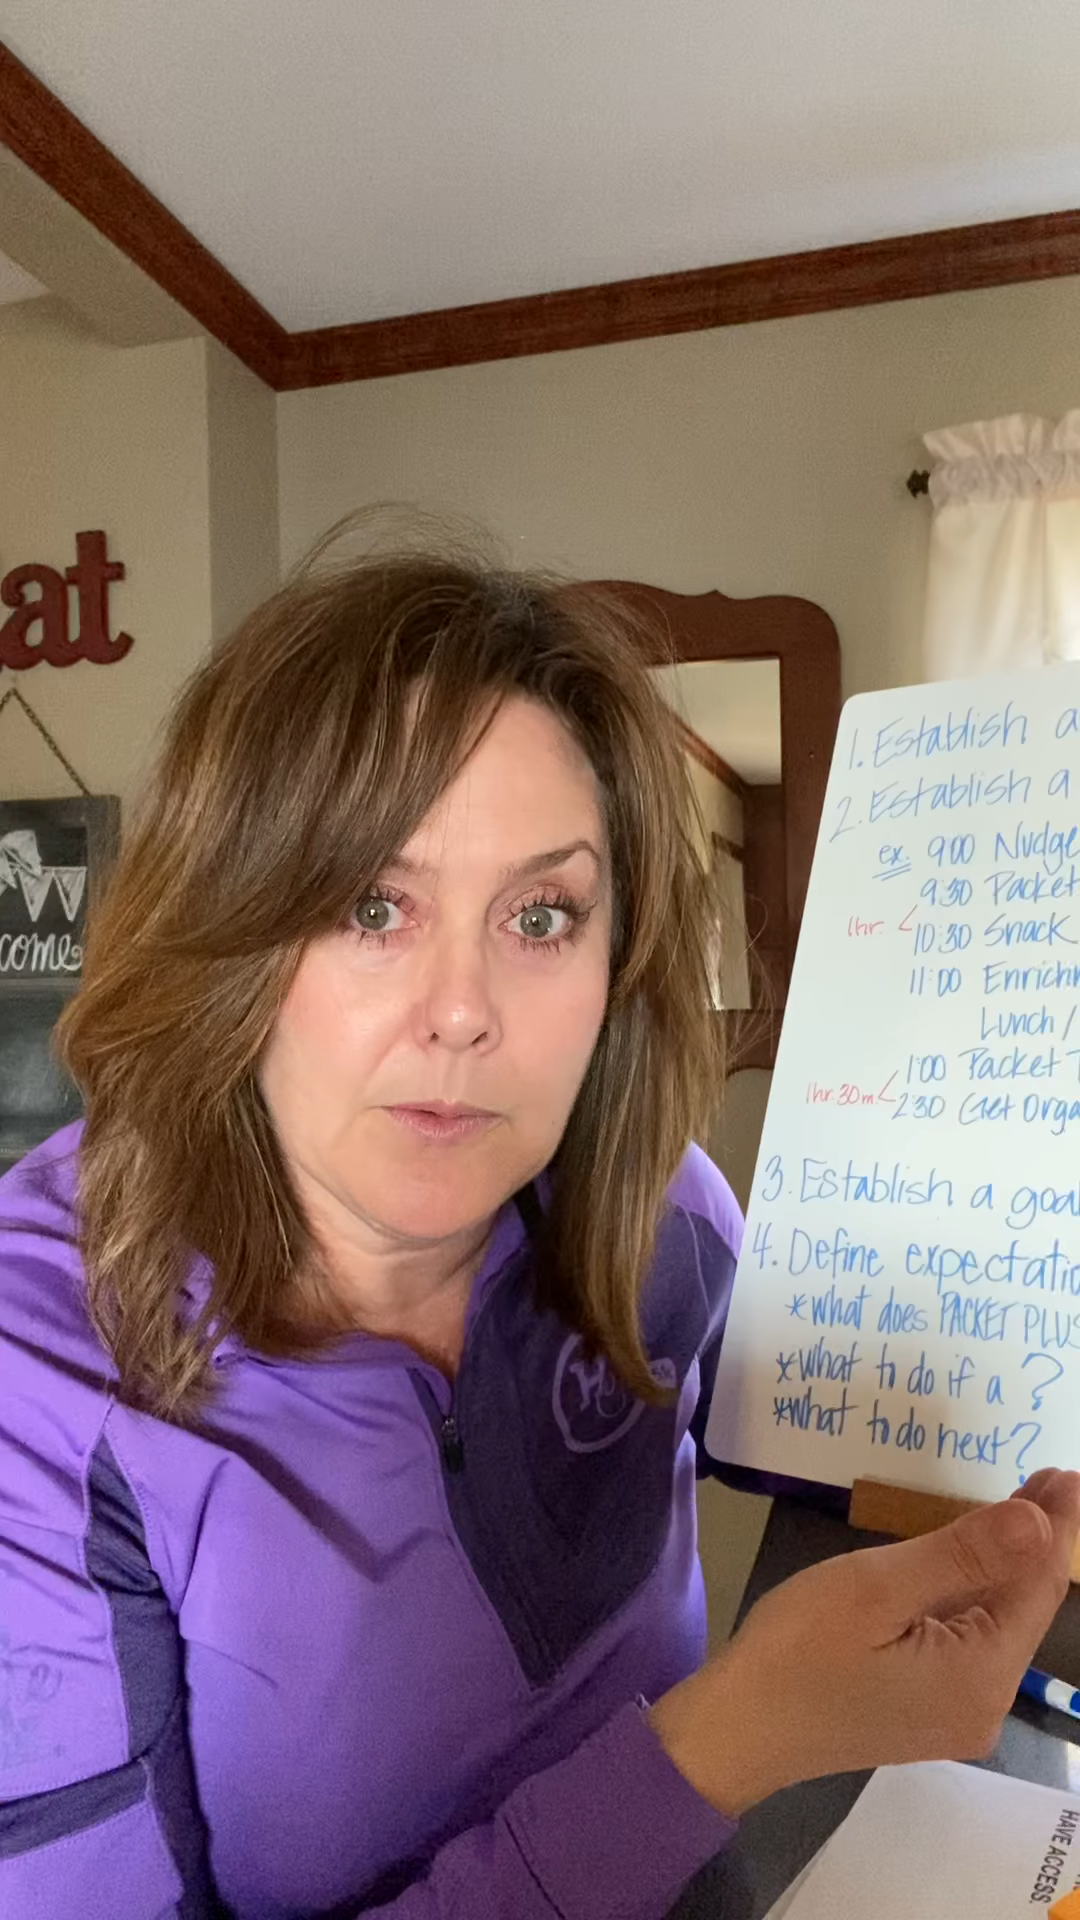 at
come
1. Establish a
2. Establish a
ex. 9:00 Nudge
9:30 Packet
1hr. < 10:30 Snack
11:00 Enrichm
Lunch /
1:00 Packet T
1hr. 30m. < 2:30 Get Orga
3. Establish a goal
4. Define expectatio
*what does PACKET PLUS
*what to do if a ?
*what to do next?
HAVE ACCESS.